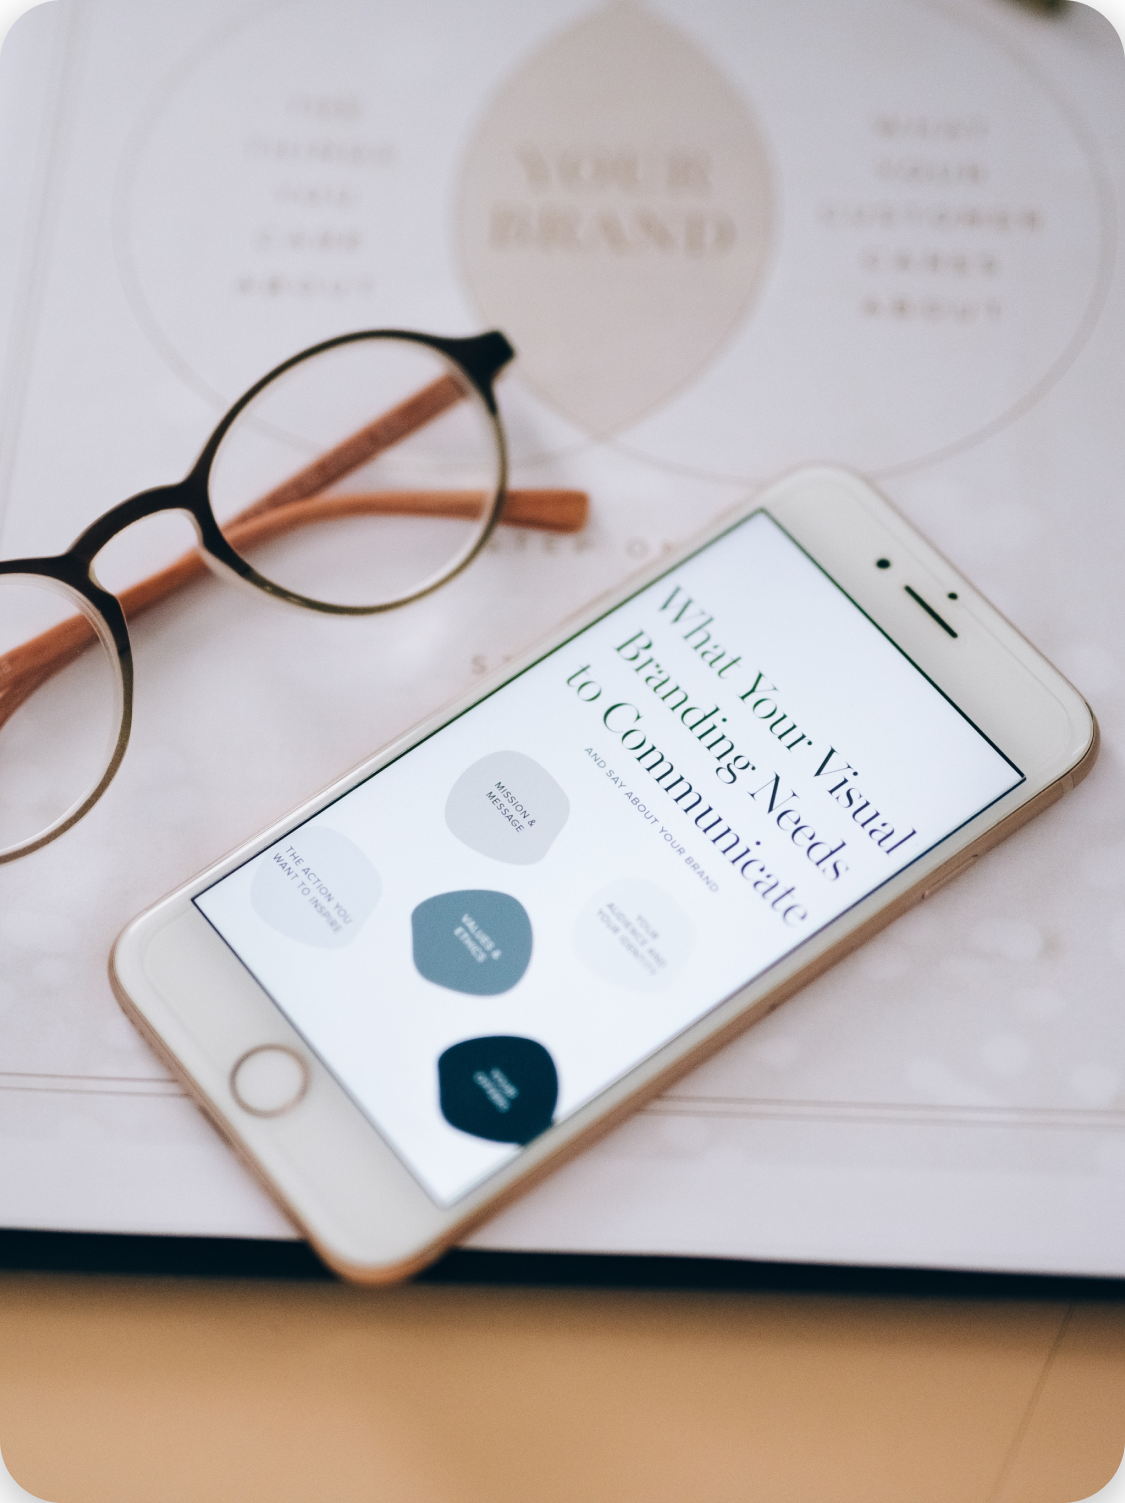 THE
THINGS
YOU
CARE
ABOUT
YOUR
BRAND
WHAT
YOUR
CUSTOMER
CARES
ABOUT
STEP
What Your Visual
Branding Needs
to Communicate
AND SAY ABOUT YOUR BRAND
MISSION &
MESSAGE
THE ACTION YOU
WANT TO INSPIRE
VALUES &
ETHICS
YOUR
AUDIENCE AND
YOUR IDENTITY